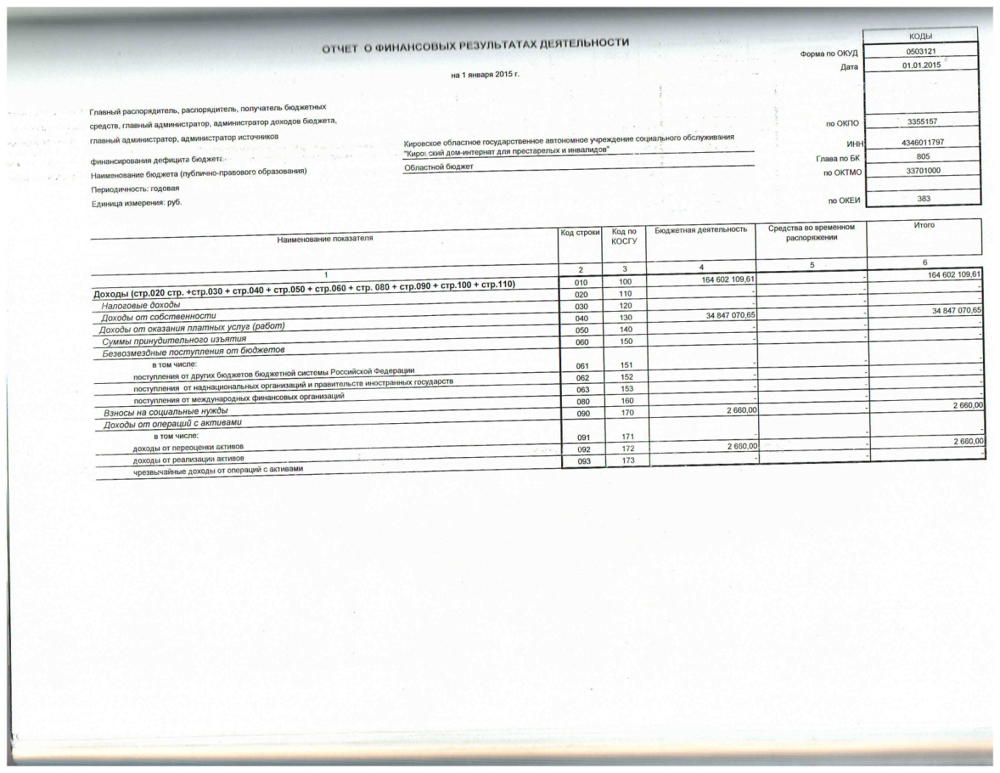 КОДЫ
ОТЧЕТ О ФИНАНСОВЫХ РЕЗУЛЬТАТАХ ДЕЯТЕЛЬНОСТИ
Форма по ОКУД 0503121
на 1 января 2015 г. Дата 01.01.2015
Главный распорядитель, распорядитель, получатель бюджетных
средств, главный администратор, администратор доходов бюджета, по ОКПО 3355157
главный администратор, администратор источников
Кировское областное государственное автономное учреждение социального обслуживания ИНН 4346011797
финансирования дефицита бюджета "Кировский дом-интернат для престарелых и инвалидов" Глава по БК 805
Наименование бюджета (публично-правового образования) Областной бюджет по ОКТМО 33701000
Периодичность: годовая
Единица измерения: руб. по ОКЕИ 383
Наименование показателя Код строки Код по КОСГУ Бюджетная деятельность Средства во временном распоряжении Итого
1 2 3 4 5 6
Доходы (стр.020 стр. +стр.030 + стр.040 + стр.050 + стр.060 + стр. 080 + стр.090 + стр.100 + стр.110) 010 100 164 602 109,61 - 164 602 109,61
Налоговые доходы 020 110 - - -
Доходы от собственности 030 120 - - -
Доходы от оказания платных услуг (работ) 040 130 34 847 070,65 - 34 847 070,65
Суммы принудительного изъятия 050 140 - - -
Безвозмездные поступления от бюджетов 060 150 - - -
в том числе:
поступления от других бюджетов бюджетной системы Российской Федерации 061 151 - - -
поступления от наднациональных организаций и правительств иностранных государств 062 152 - - -
поступления от международных финансовых организаций 063 153 - - -
Взносы на социальные нужды 080 160 - - -
Доходы от операций с активами 090 170 2 660,00 - 2 660,00
в том числе:
доходы от переоценки активов 091 171 - - -
доходы от реализации активов 092 172 2 660,00 - 2 660,00
чрезвычайные доходы от операций с активами 093 173 - - -